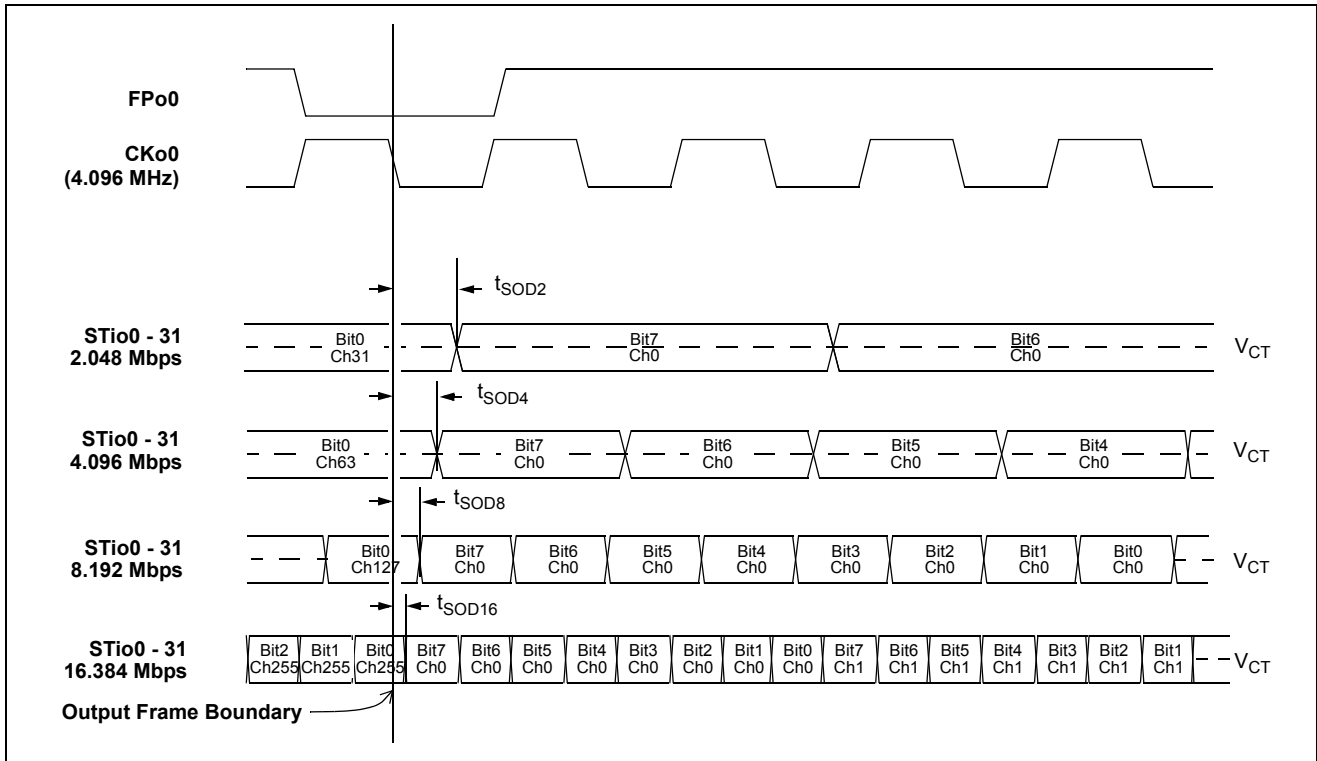 FPo0
CKo0
(4.096 MHz)
tSOD2
STio0 - 31
2.048 Mbps
Bit0
Ch31
Bit7
Ch0
Bit6
Ch0
VCT
tSOD4
STio0 - 31
4.096 Mbps
Bit0
Ch63
Bit7
Ch0
Bit6
Ch0
Bit5
Ch0
Bit4
Ch0
VCT
tSOD8
STio0 - 31
8.192 Mbps
Bit0
Ch127
Bit7
Ch0
Bit6
Ch0
Bit5
Ch0
Bit4
Ch0
Bit3
Ch0
Bit2
Ch0
Bit1
Ch0
Bit0
Ch0
VCT
tSOD16
STio0 - 31
16.384 Mbps
Bit2
Ch255
Bit1
Ch255
Bit0
Ch255
Bit7
Ch0
Bit6
Ch0
Bit5
Ch0
Bit4
Ch0
Bit3
Ch0
Bit2
Ch0
Bit1
Ch0
Bit0
Ch0
Bit7
Ch1
Bit6
Ch1
Bit5
Ch1
Bit4
Ch1
Bit3
Ch1
Bit2
Ch1
Bit1
Ch1
VCT
Output Frame Boundary